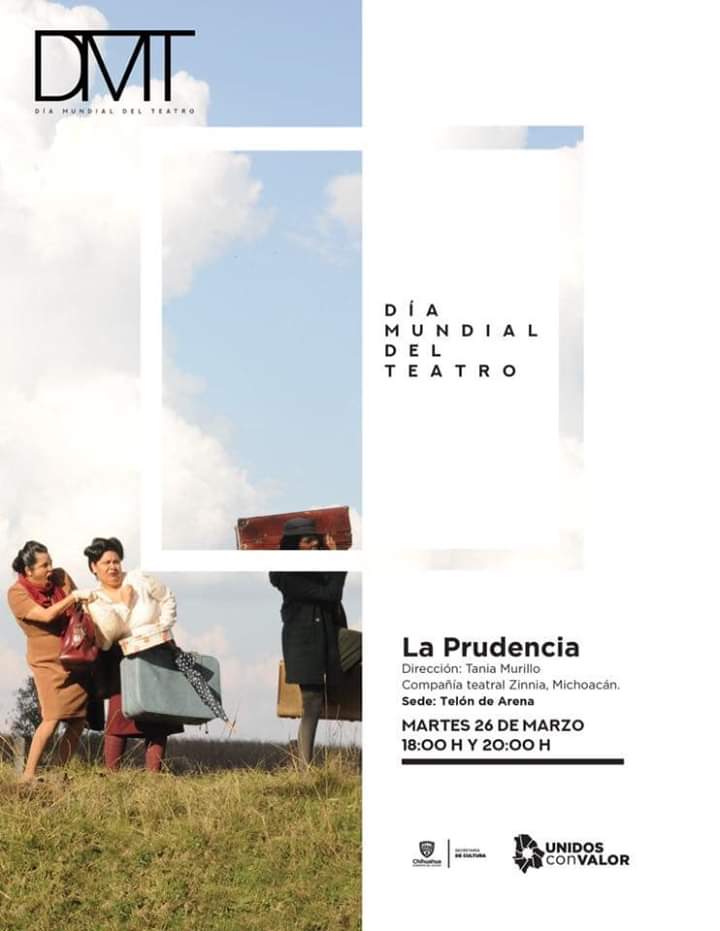 DMT
DÍA MUNDIAL DEL TEATRO
DÍA
MUNDIAL
DEL
TEATRO
La Prudencia
Dirección: Tania Murillo
Compañía teatral Zinnia, Michoacán.
Sede: Telón de Arena
MARTES 26 DE MARZO
18:00 H Y 20:00 H
Chihuahua
SECRETARÍA
DE CULTURA
UNIDOS
conVALOR